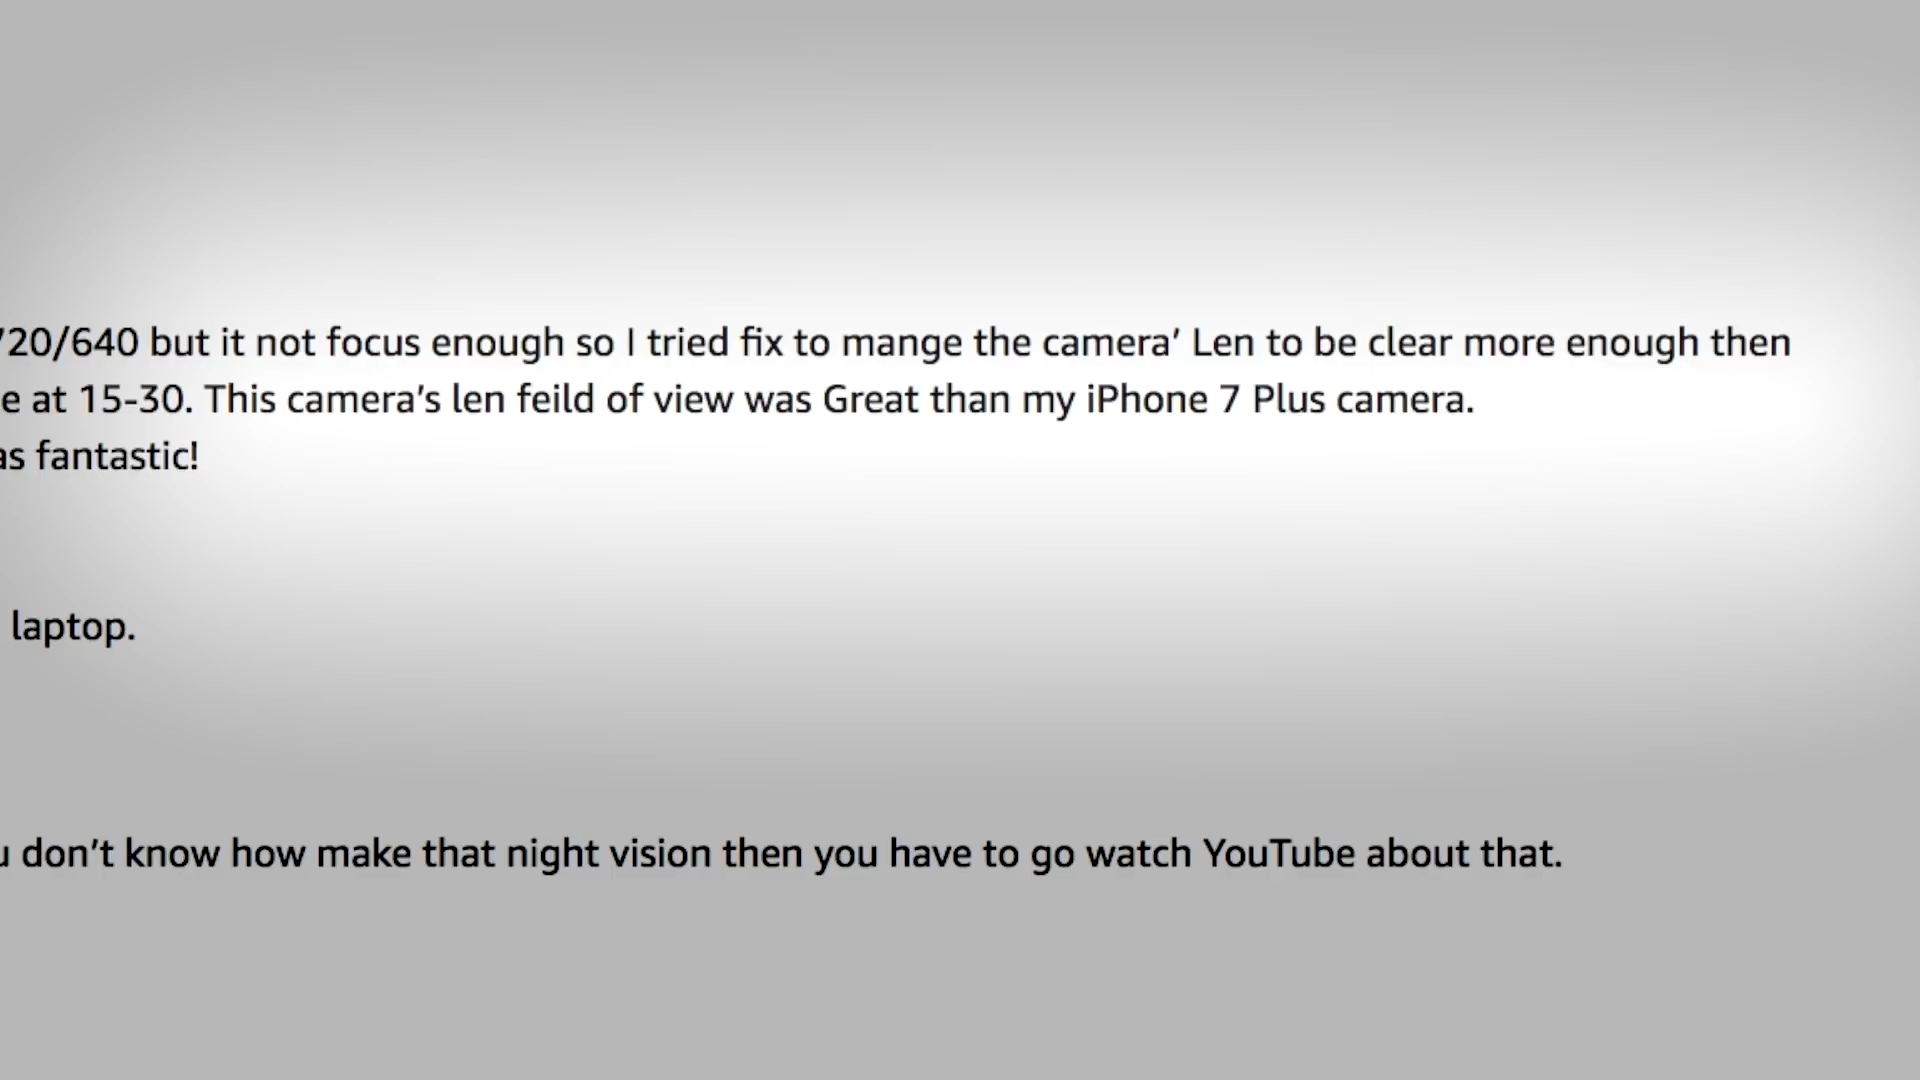 720/640 but it not focus enough so I tried fix to mange the camera’ Len to be clear more enough then
e at 15-30. This camera’s len feild of view was Great than my iPhone 7 Plus camera.
as fantastic!
laptop.
u don’t know how make that night vision then you have to go watch YouTube about that.